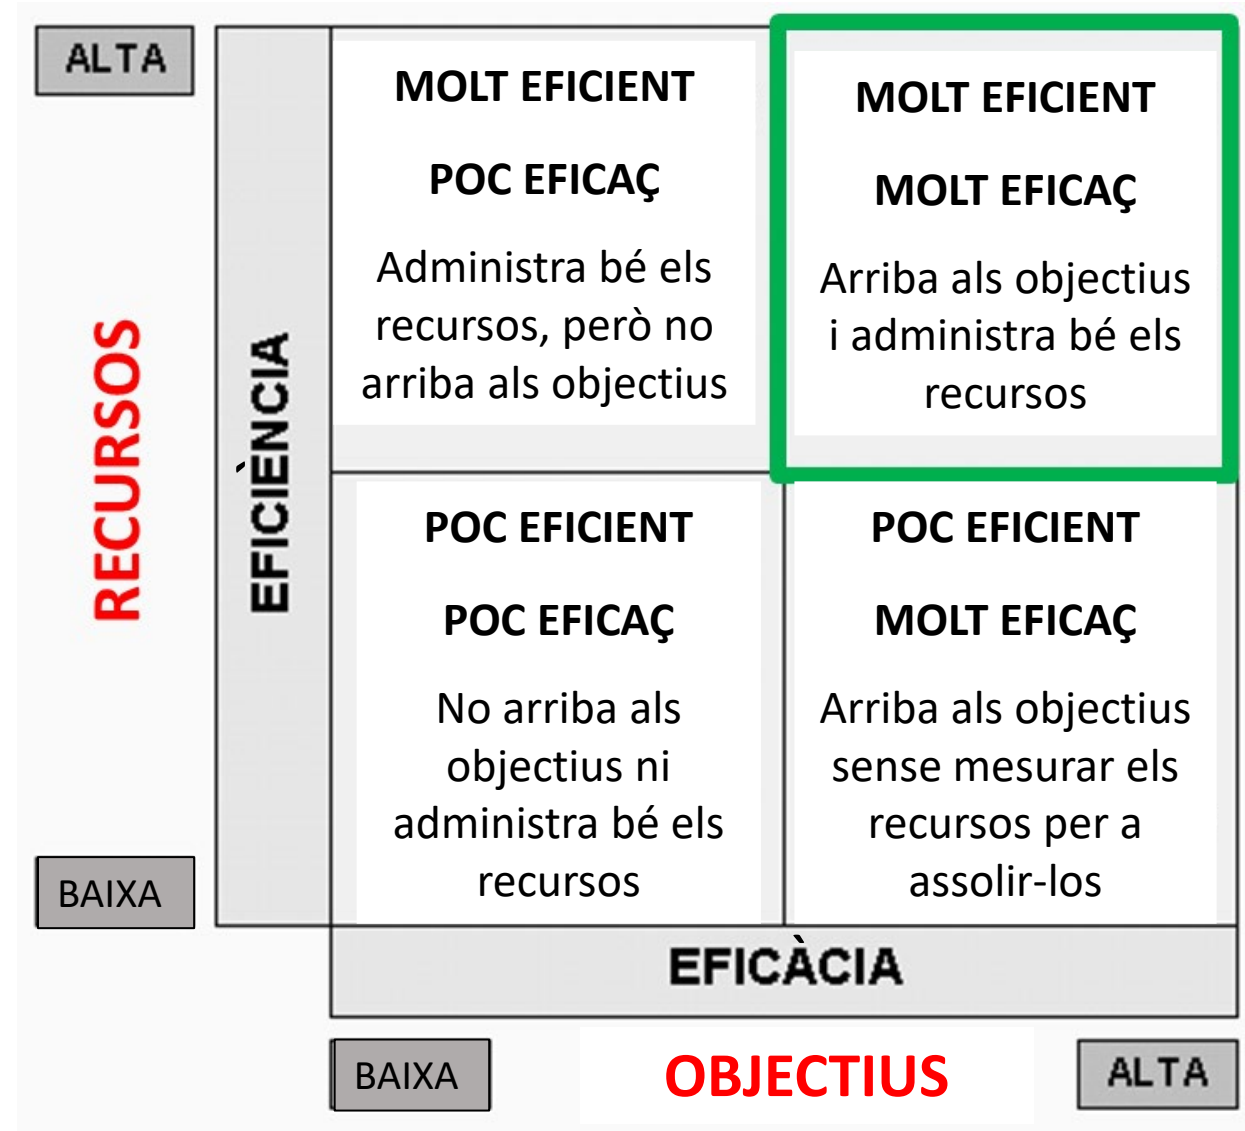 ALTA
RECURSOS
BAIXA
EFICIÈNCIA
MOLT EFICIENT
POC EFICAÇ
Administra bé els
recursos, però no
arriba als objectius
MOLT EFICIENT
MOLT EFICAÇ
Arriba als objectius
i administra bé els
recursos
POC EFICIENT
POC EFICAÇ
No arriba als
objectius ni
administra bé els
recursos
POC EFICIENT
MOLT EFICAÇ
Arriba als objectius
sense mesurar els
recursos per a
assolir-los
EFICÀCIA
BAIXA
OBJECTIUS
ALTA